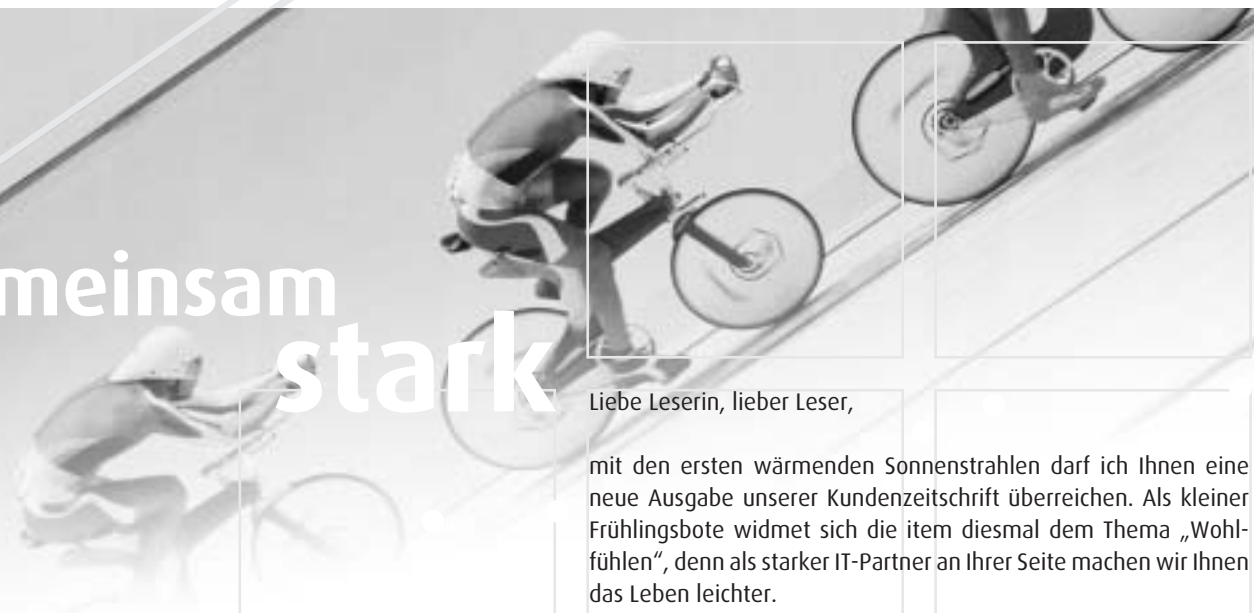 meinsam
stark
Liebe Leserin, lieber Leser,
mit den ersten wärmenden Sonnenstrahlen darf ich Ihnen eine
neue Ausgabe unserer Kundenzeitschrift überreichen. Als kleiner
Frühlingsbote widmet sich die item diesmal dem Thema „Wohl-
fühlen“, denn als starker IT-Partner an Ihrer Seite machen wir Ihnen
das Leben leichter.